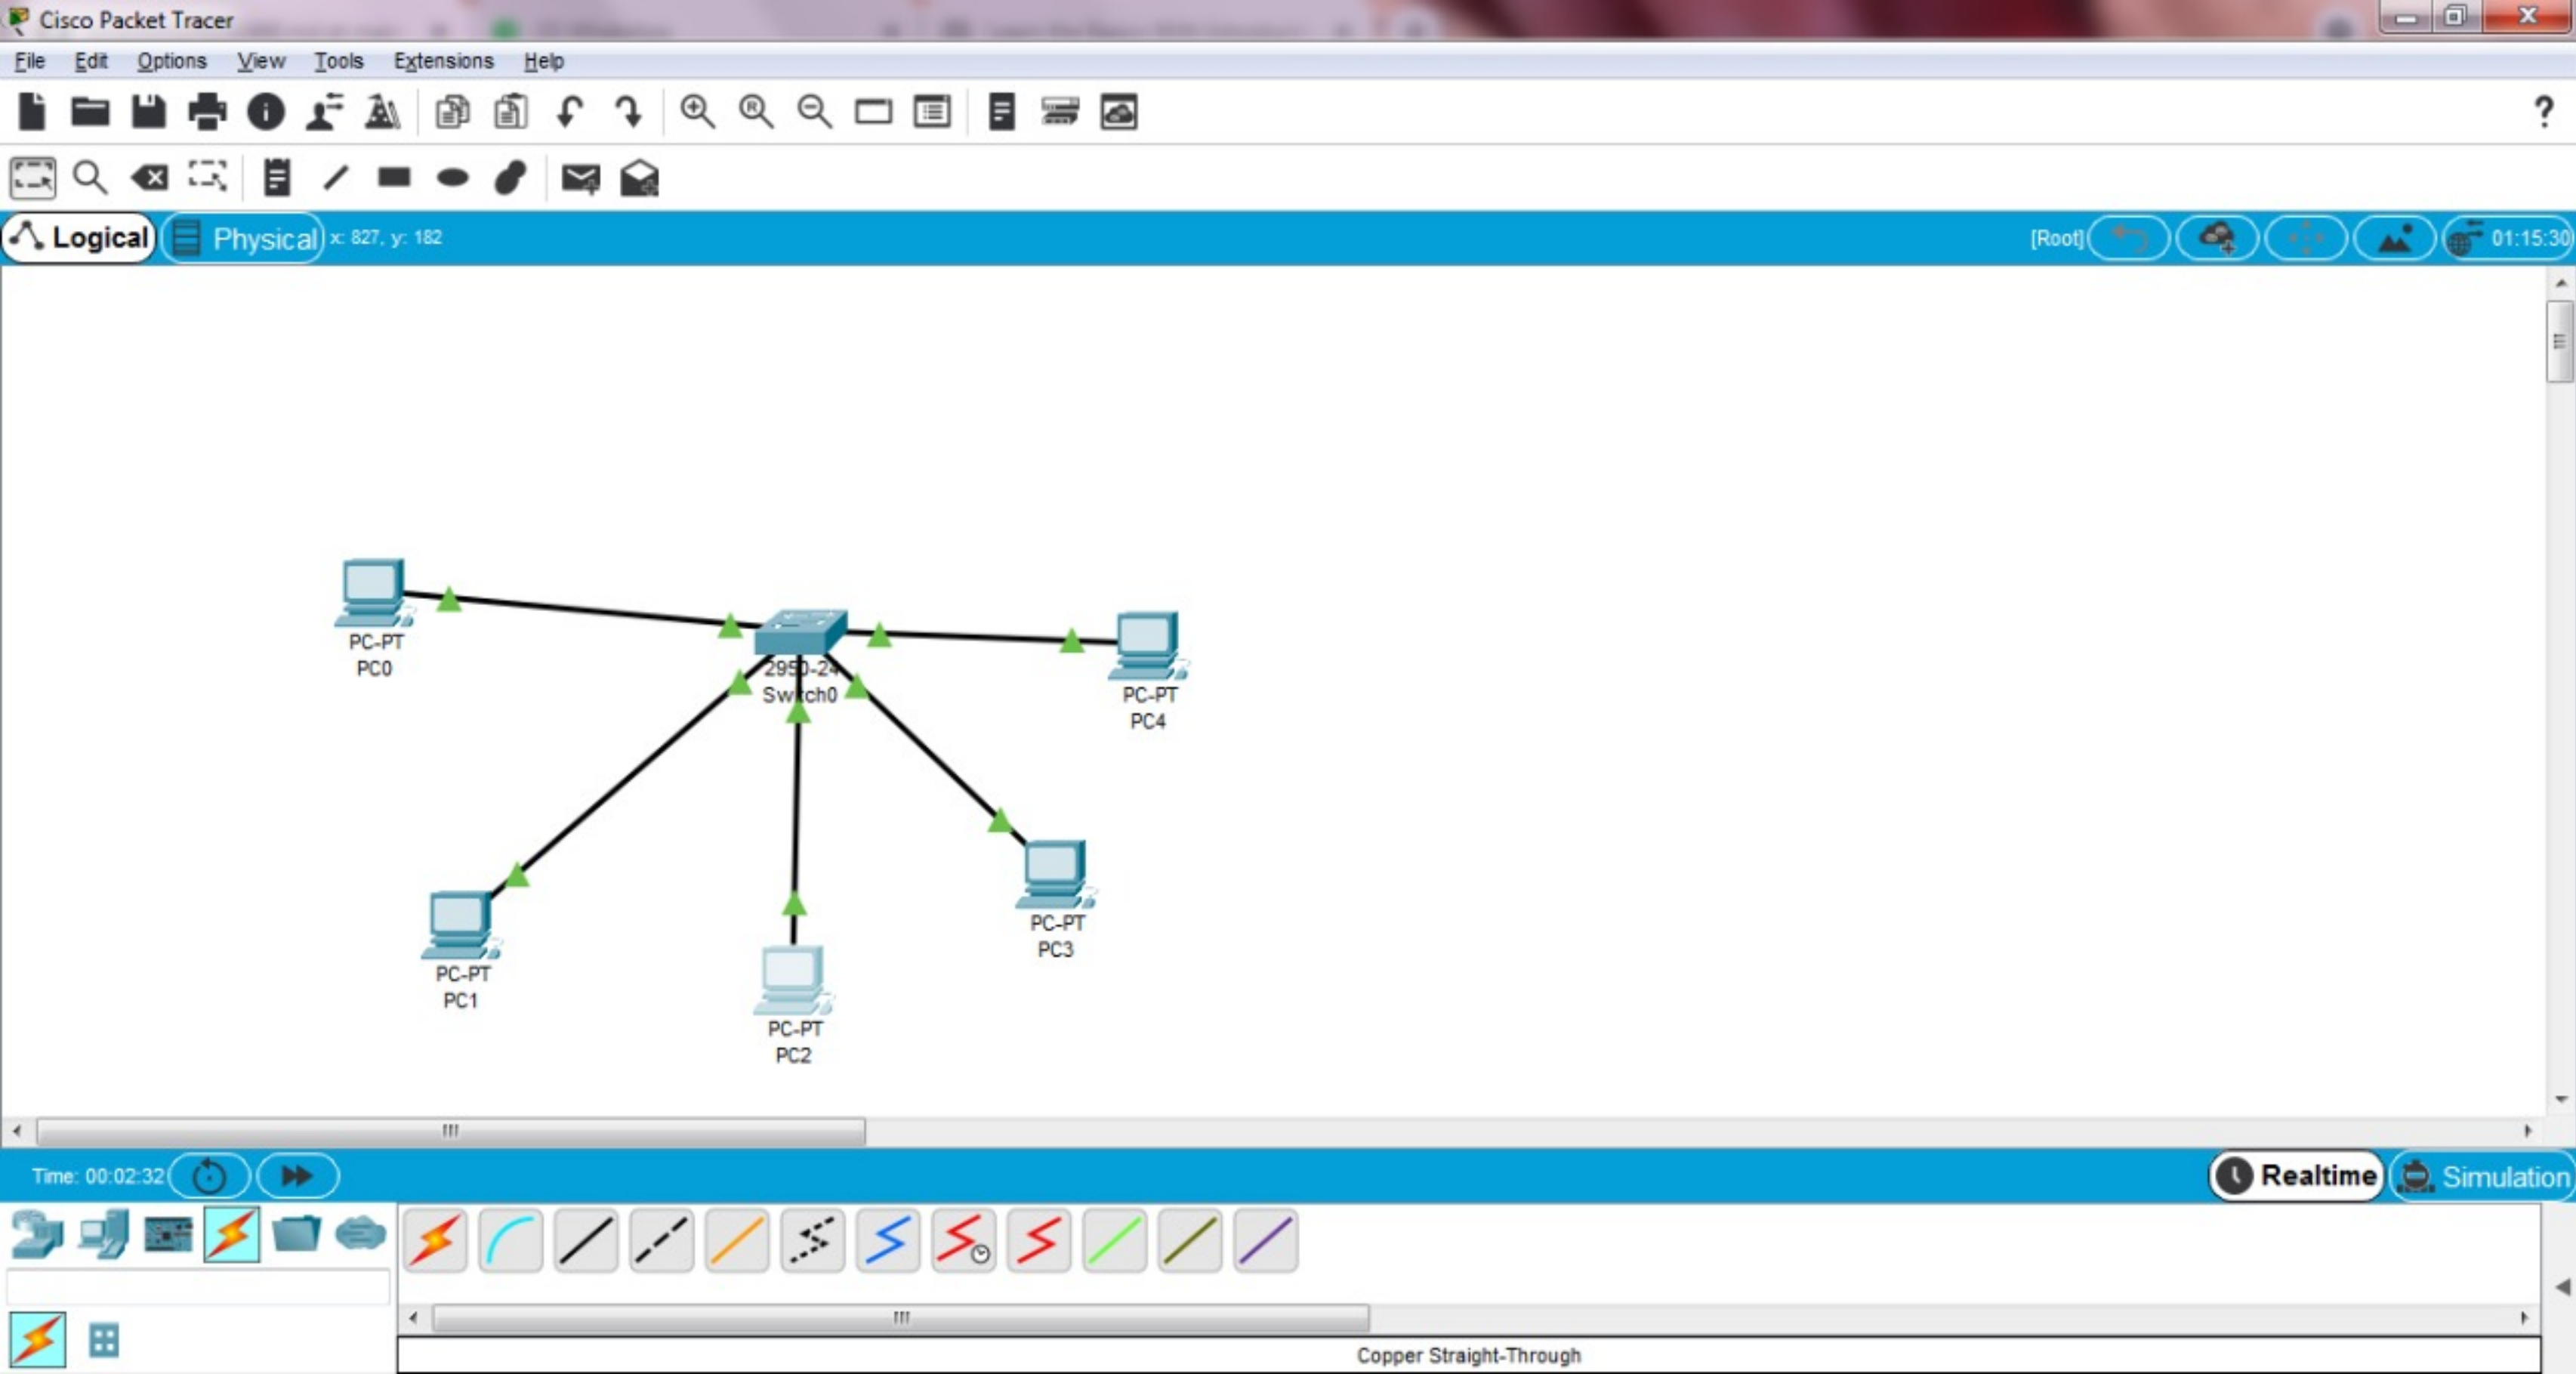 Cisco Packet Tracer
File Edit Options View Tools Extensions Help
Logical Physical x: 827, y: 182 [Root] 01:15:30
PC-PT
PC0
2950-24
Switch0
PC-PT
PC4
PC-PT
PC3
PC-PT
PC1
PC-PT
PC2
Time: 00:02:32 Realtime Simulation
Copper Straight-Through